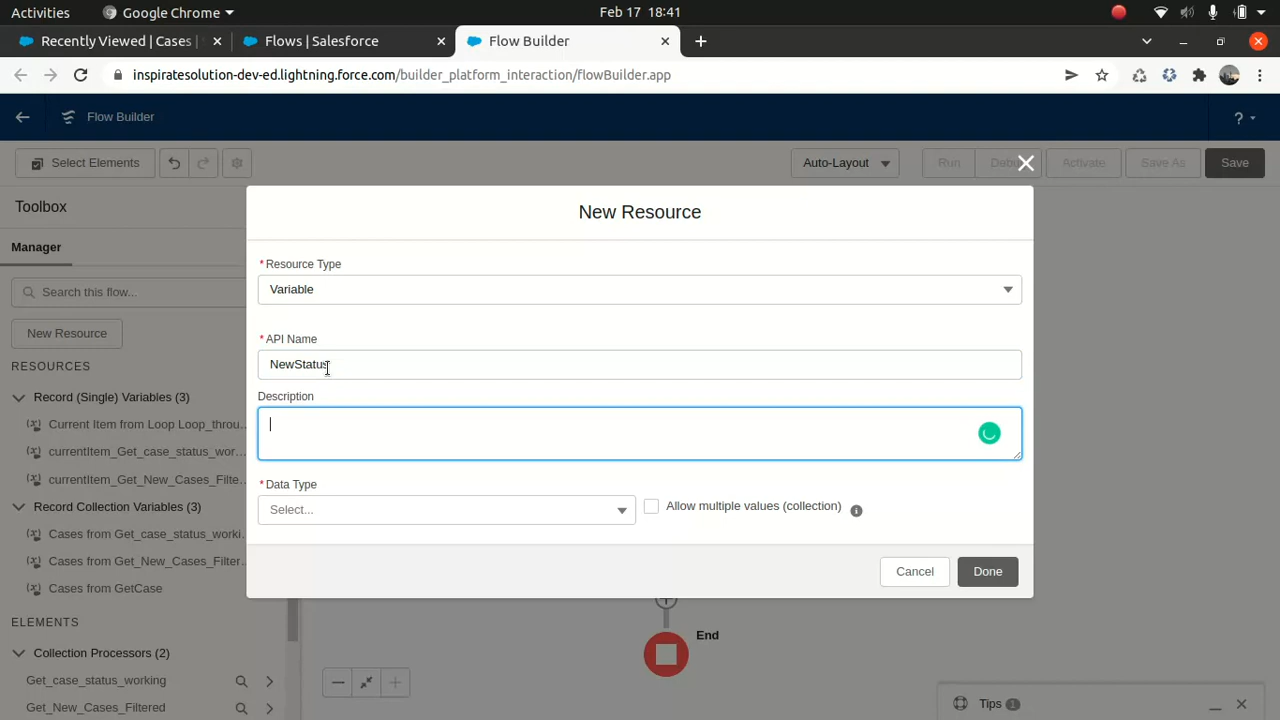 Activities
Google Chrome
Feb 17 18:41
Recently Viewed | Cases |
Flows | Salesforce
Flow Builder
inspiratesolution-dev-ed.lightning.force.com/builder_platform_interaction/flowBuilder.app
Flow Builder
?
Select Elements
Auto-Layout
Run
Debug
Activate
Save As
Save
Toolbox
Manager
Search this flow...
New Resource
RESOURCES
Record (Single) Variables (3)
Current Item from Loop Loop_throu...
currentItem_Get_case_status_wor...
currentItem_Get_New_Cases_Filte...
Record Collection Variables (3)
Cases from Get_case_status_worki...
Cases from Get_New_Cases_Filter...
Cases from GetCase
ELEMENTS
Collection Processors (2)
Get_case_status_working
Get_New_Cases_Filtered
New Resource
*Resource Type
Variable
*API Name
NewStatus
Description
*Data Type
Select...
Allow multiple values (collection)
Cancel
Done
End
Tips 1